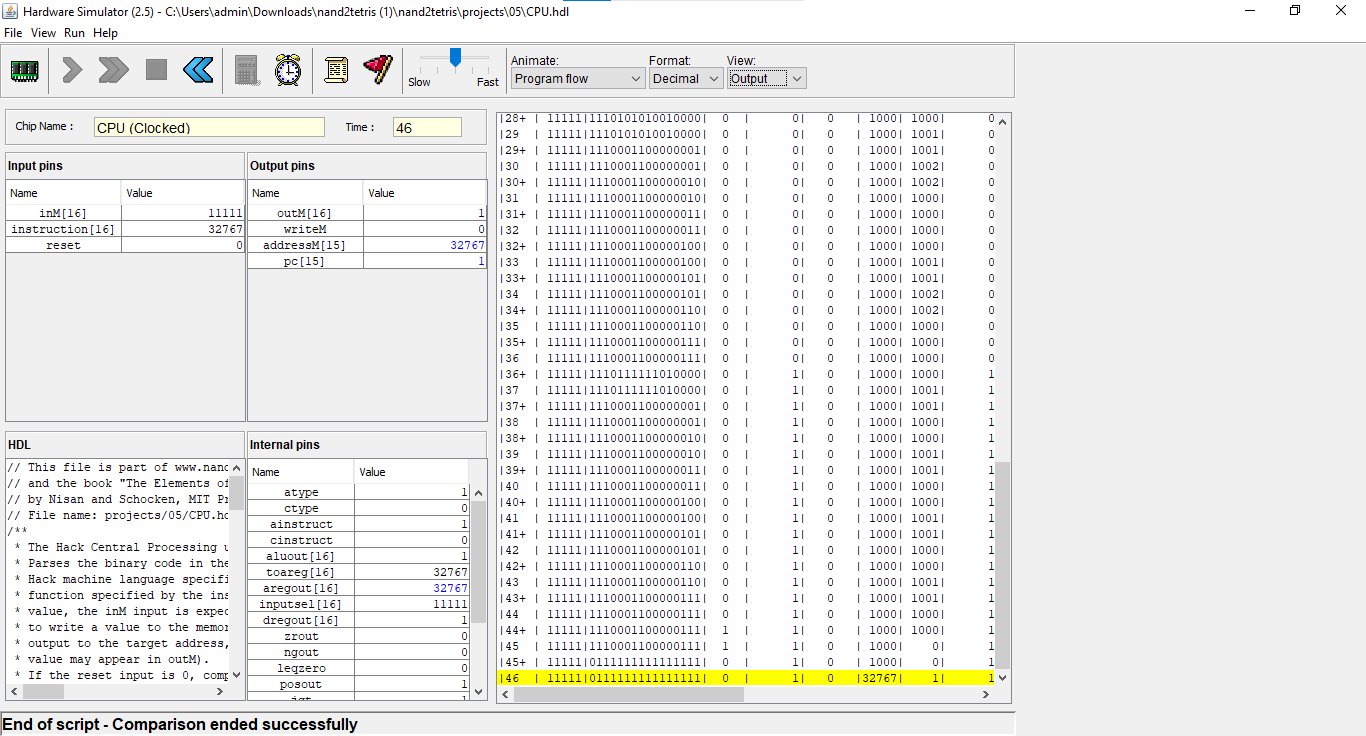 Hardware Simulator (2.5) - C:\Users\admin\Downloads\nand2tetris (1)\nand2tetris\projects\05\CPU.hdl
File View Run Help
Slow Fast
Animate: Format: View:
Program flow Decimal Output
Chip Name : CPU (Clocked) Time : 46
Input pins
Name Value
inM[16] 11111
instruction[16] 32767
reset 0
Output pins
Name Value
outM[16] 1
writeM 0
addressM[15] 32767
pc[15] 1
HDL
// This file is part of www.nand
// and the book "The Elements of
// by Nisan and Schocken, MIT Pr
// File name: projects/05/CPU.hd
/**
* The Hack Central Processing u
* Parses the binary code in the
* Hack machine language specifi
* function specified by the ins
* value, the inM input is expec
* to write a value to the memor
* output to the target address,
* value may appear in outM).
* If the reset input is 0, comp
Internal pins
Name Value
atype 1
ctype 0
ainstruct 1
cinstruct 0
aluout[16] 1
toareg[16] 32767
aregout[16] 32767
inputsel[16] 11111
dregout[16] 1
zrout 0
ngout 0
leqzero 0
posout 1
|28+ | 11111|1110101010010000| 0 | 0| 0 | 1000| 1000| 0
|29 | 11111|1110101010010000| 0 | 0| 0 | 1000| 1001| 0
|29+ | 11111|1110001100000001| 0 | 0| 0 | 1000| 1001| 0
|30 | 11111|1110001100000001| 0 | 0| 0 | 1000| 1002| 0
|30+ | 11111|1110001100000010| 0 | 0| 0 | 1000| 1002| 0
|31 | 11111|1110001100000010| 0 | 0| 0 | 1000| 1000| 0
|31+ | 11111|1110001100000011| 0 | 0| 0 | 1000| 1000| 0
|32 | 11111|1110001100000011| 0 | 0| 0 | 1000| 1000| 0
|32+ | 11111|1110001100000100| 0 | 0| 0 | 1000| 1000| 0
|33 | 11111|1110001100000100| 0 | 0| 0 | 1000| 1001| 0
|33+ | 11111|1110001100000101| 0 | 0| 0 | 1000| 1001| 0
|34 | 11111|1110001100000101| 0 | 0| 0 | 1000| 1002| 0
|34+ | 11111|1110001100000110| 0 | 0| 0 | 1000| 1002| 0
|35 | 11111|1110001100000110| 0 | 0| 0 | 1000| 1000| 0
|35+ | 11111|1110001100000111| 0 | 0| 0 | 1000| 1000| 0
|36 | 11111|1110001100000111| 0 | 0| 0 | 1000| 1000| 0
|36+ | 11111|1110111111010000| 0 | 1| 0 | 1000| 1000| 1
|37 | 11111|1110111111010000| 0 | 1| 0 | 1000| 1001| 1
|37+ | 11111|1110001100000001| 0 | 1| 0 | 1000| 1001| 1
|38 | 11111|1110001100000001| 0 | 1| 0 | 1000| 1000| 1
|38+ | 11111|1110001100000010| 0 | 1| 0 | 1000| 1000| 1
|39 | 11111|1110001100000010| 0 | 1| 0 | 1000| 1001| 1
|39+ | 11111|1110001100000011| 0 | 1| 0 | 1000| 1001| 1
|40 | 11111|1110001100000011| 0 | 1| 0 | 1000| 1000| 1
|40+ | 11111|1110001100000100| 0 | 1| 0 | 1000| 1000| 1
|41 | 11111|1110001100000100| 0 | 1| 0 | 1000| 1001| 1
|41+ | 11111|1110001100000101| 0 | 1| 0 | 1000| 1001| 1
|42 | 11111|1110001100000101| 0 | 1| 0 | 1000| 1000| 1
|42+ | 11111|1110001100000110| 0 | 1| 0 | 1000| 1000| 1
|43 | 11111|1110001100000110| 0 | 1| 0 | 1000| 1001| 1
|43+ | 11111|1110001100000111| 0 | 1| 0 | 1000| 1001| 1
|44 | 11111|1110001100000111| 0 | 1| 0 | 1000| 1000| 1
|44+ | 11111|1110001100000111| 1 | 1| 0 | 1000| 1000| 1
|45 | 11111|1110001100000111| 1 | 1| 0 | 1000| 0| 1
|45+ | 11111|0111111111111111| 0 | 1| 0 | 1000| 0| 1
|46 | 11111|0111111111111111| 0 | 1| 0 |32767| 1| 1
End of script - Comparison ended successfully